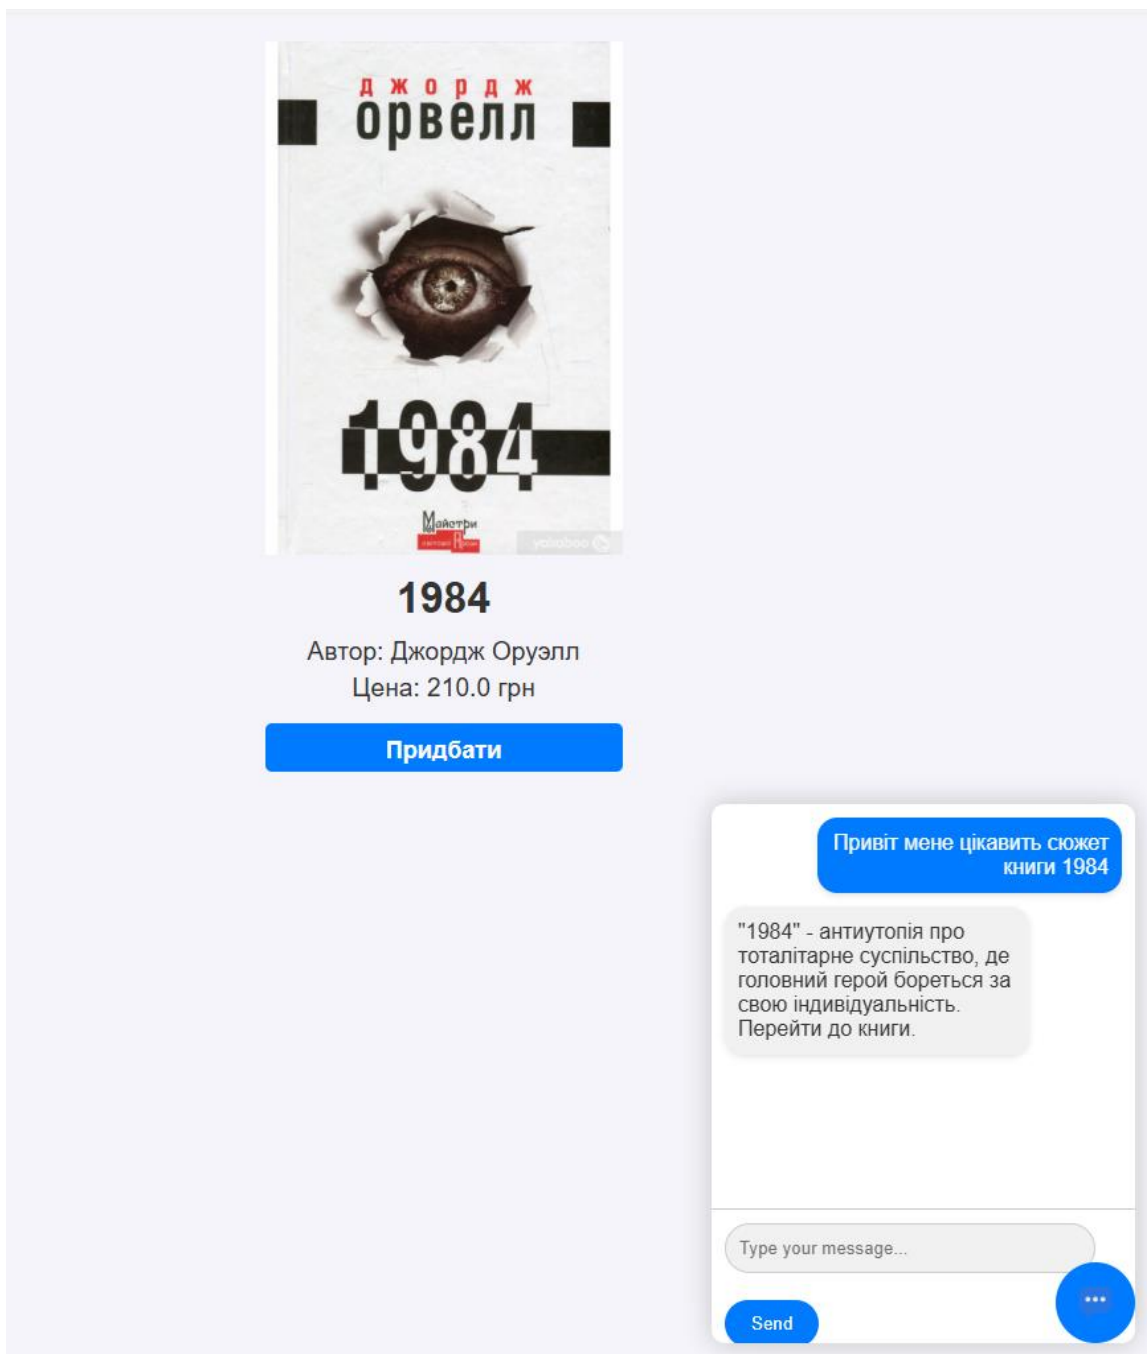 джордж
орвелл
1984
Майстри
yakaboo
1984
Автор: Джордж Оруэлл
Цена: 210.0 грн
Придбати
Привіт мене цікавить сюжет
книги 1984
"1984" - антиутопія про
тоталітарне суспільство, де
головний герой бореться за
свою індивідуальність.
Перейти до книги.
Type your message...
Send